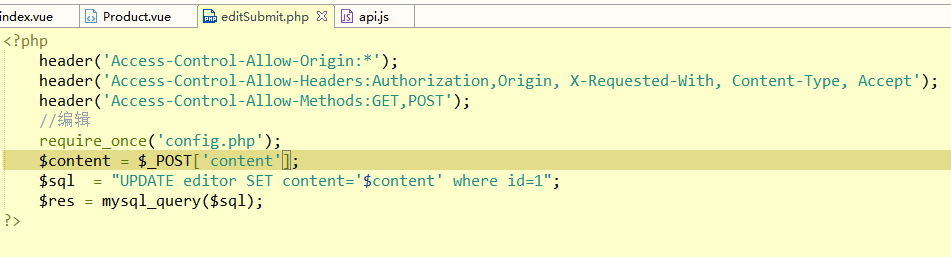 index.vue Product.vue editSubmit.php api.js
<?php
header('Access-Control-Allow-Origin:*');
header('Access-Control-Allow-Headers:Authorization,Origin, X-Requested-With, Content-Type, Accept');
header('Access-Control-Allow-Methods:GET,POST');
//编辑
require_once('config.php');
$content = $_POST['content'];
$sql  = "UPDATE editor SET content='$content' where id=1";
$res = mysql_query($sql);
?>